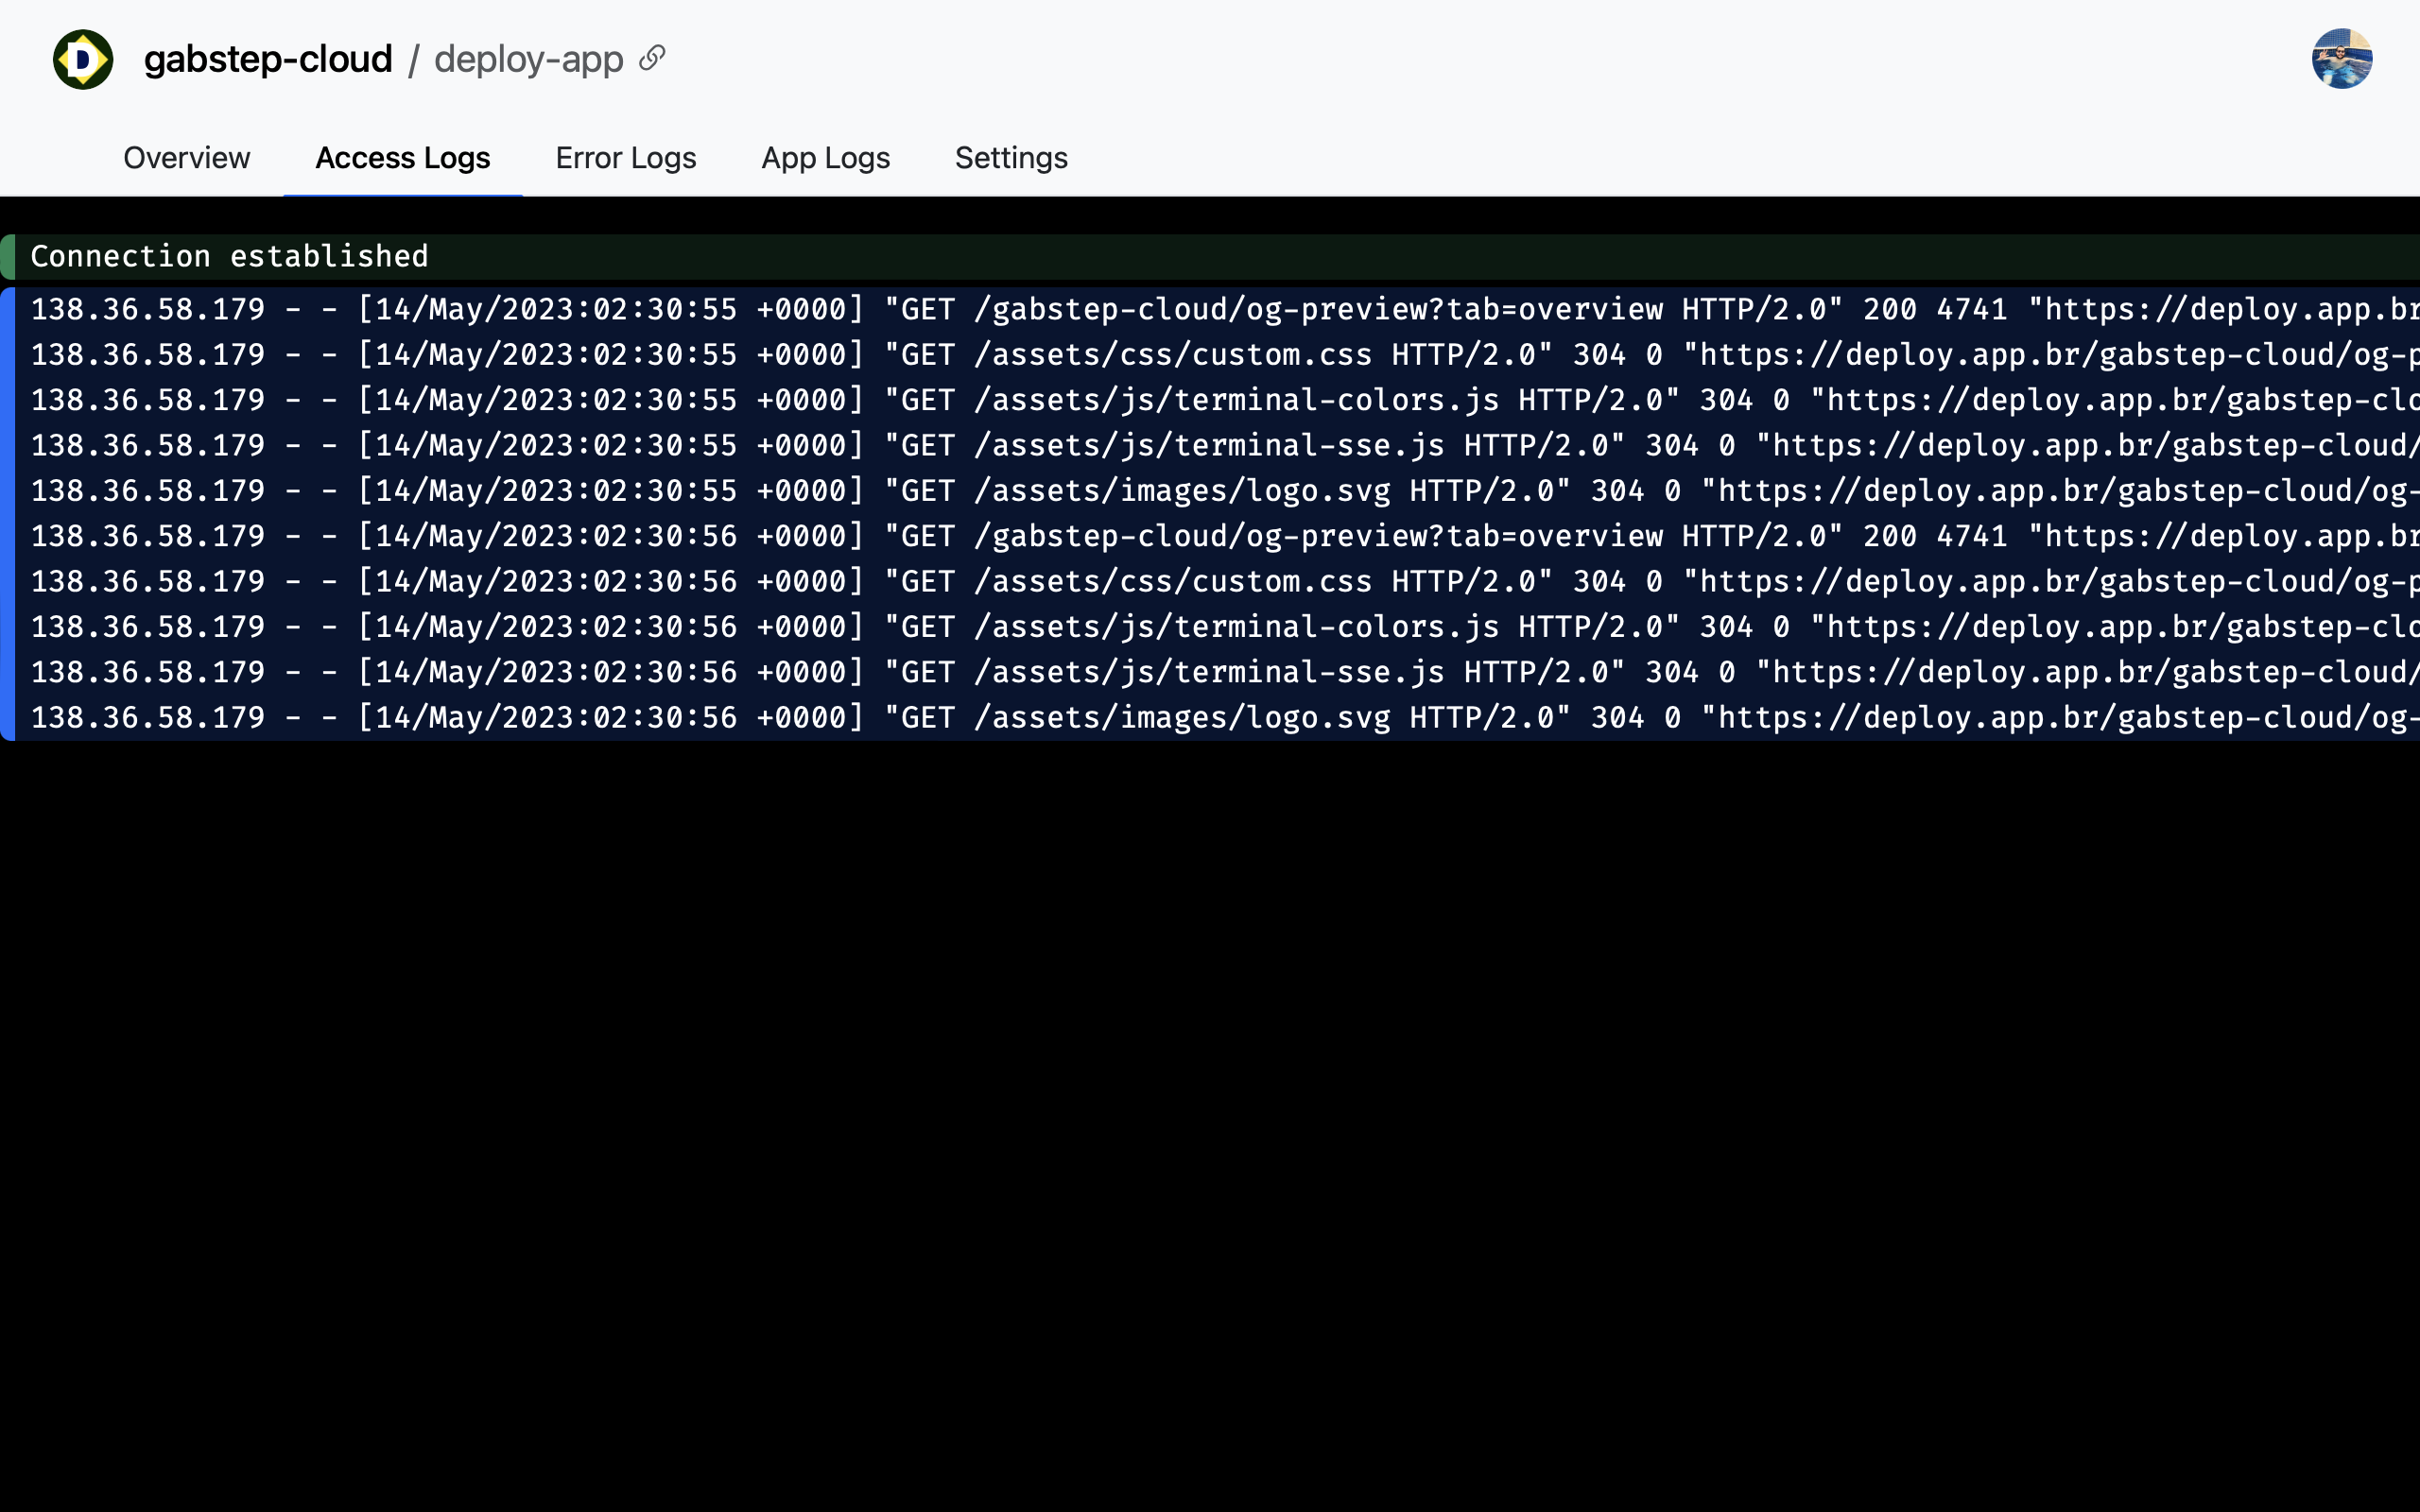 D gabstep-cloud / deploy-app
Overview Access Logs Error Logs App Logs Settings
Connection established
138.36.58.179 - - [14/May/2023:02:30:55 +0000] "GET /gabstep-cloud/og-preview?tab=overview HTTP/2.0" 200 4741 "https://deploy.app.br
138.36.58.179 - - [14/May/2023:02:30:55 +0000] "GET /assets/css/custom.css HTTP/2.0" 304 0 "https://deploy.app.br/gabstep-cloud/og-p
138.36.58.179 - - [14/May/2023:02:30:55 +0000] "GET /assets/js/terminal-colors.js HTTP/2.0" 304 0 "https://deploy.app.br/gabstep-clo
138.36.58.179 - - [14/May/2023:02:30:55 +0000] "GET /assets/js/terminal-sse.js HTTP/2.0" 304 0 "https://deploy.app.br/gabstep-cloud/
138.36.58.179 - - [14/May/2023:02:30:55 +0000] "GET /assets/images/logo.svg HTTP/2.0" 304 0 "https://deploy.app.br/gabstep-cloud/og-
138.36.58.179 - - [14/May/2023:02:30:56 +0000] "GET /gabstep-cloud/og-preview?tab=overview HTTP/2.0" 200 4741 "https://deploy.app.br
138.36.58.179 - - [14/May/2023:02:30:56 +0000] "GET /assets/css/custom.css HTTP/2.0" 304 0 "https://deploy.app.br/gabstep-cloud/og-p
138.36.58.179 - - [14/May/2023:02:30:56 +0000] "GET /assets/js/terminal-colors.js HTTP/2.0" 304 0 "https://deploy.app.br/gabstep-clo
138.36.58.179 - - [14/May/2023:02:30:56 +0000] "GET /assets/js/terminal-sse.js HTTP/2.0" 304 0 "https://deploy.app.br/gabstep-cloud/
138.36.58.179 - - [14/May/2023:02:30:56 +0000] "GET /assets/images/logo.svg HTTP/2.0" 304 0 "https://deploy.app.br/gabstep-cloud/og-